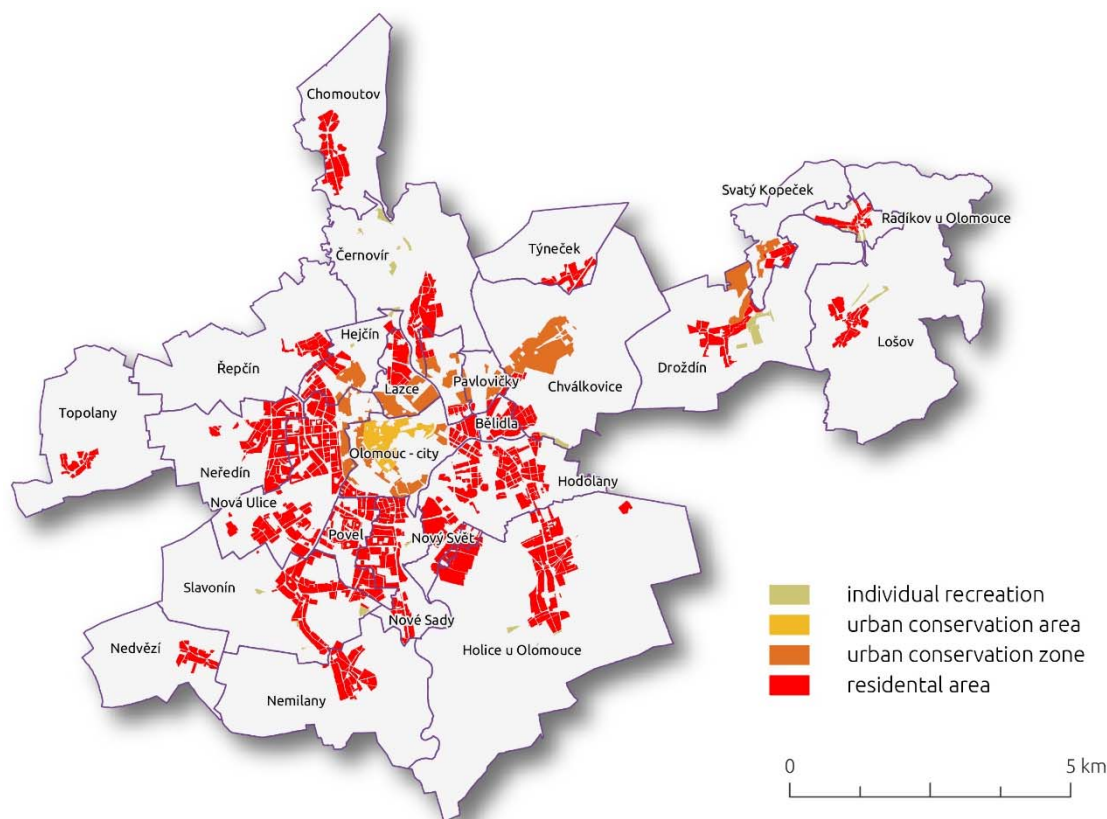 Chomoutov
Svatý Kopeček
Radíkov u Olomouce
Týneček
Černovír
Hejčín
Lošov
Řepčín
Droždín
Pavlovičky
Chválkovice
Lazce
Topolany
Bělidla
Olomouc - city
Neředín
Hodolany
Nová Ulice
Povel
Nový Svět
Slavonín
Nové Sady
Nedvězí
Holice u Olomouce
Nemilany
individual recreation
urban conservation area
urban conservation zone
residental area
0 5 km